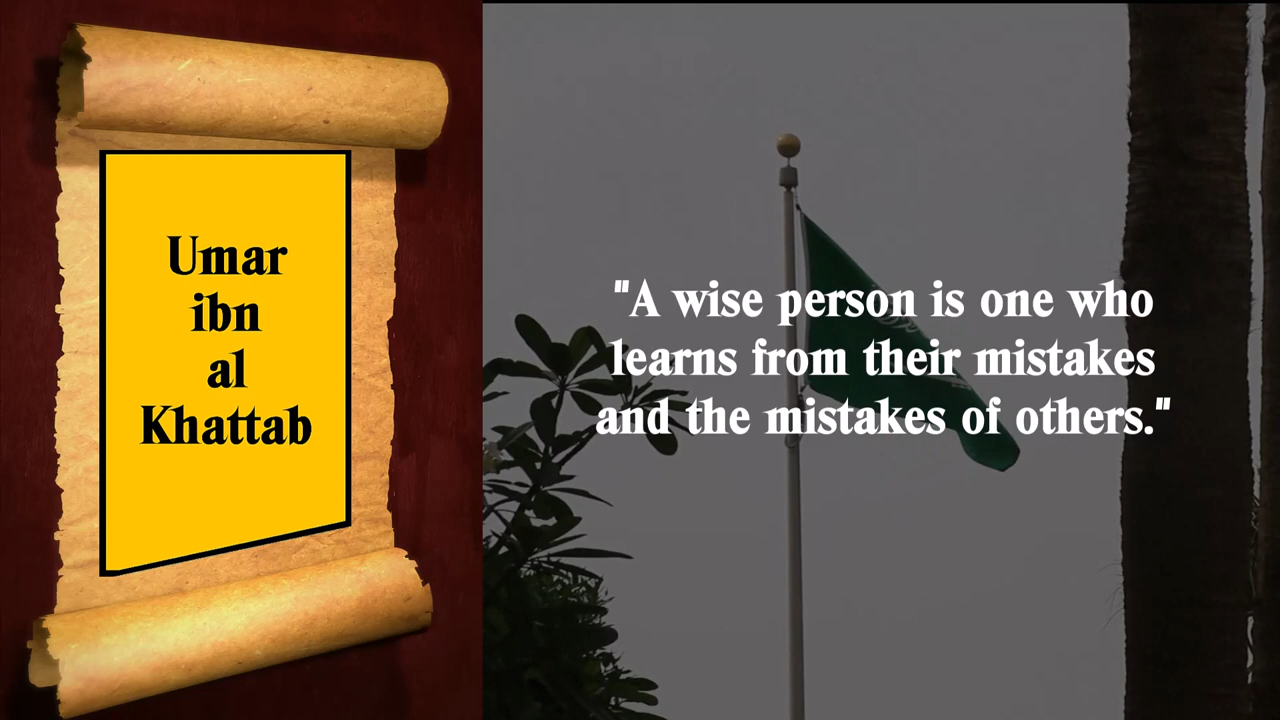 Umar
ibn
al
Khattab
"A wise person is one who
learns from their mistakes
and the mistakes of others."